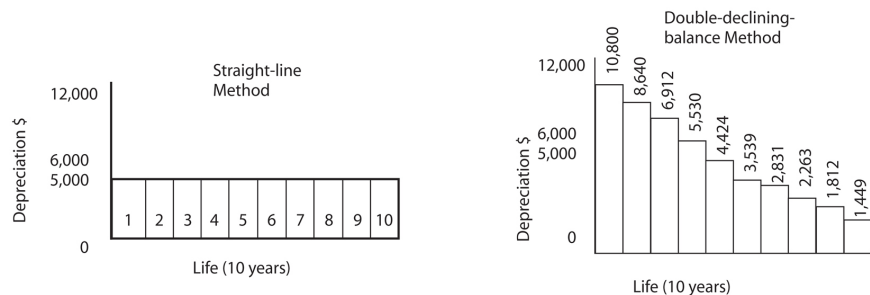 Straight-line
Method
Depreciation $
12,000
6,000
5,000
0
1 2 3 4 5 6 7 8 9 10
Life (10 years)
Double-declining-
balance Method
Depreciation $
12,000
6,000
5,000
0
10,800
8,640
6,912
5,530
4,424
3,539
2,831
2,263
1,812
1,449
Life (10 years)